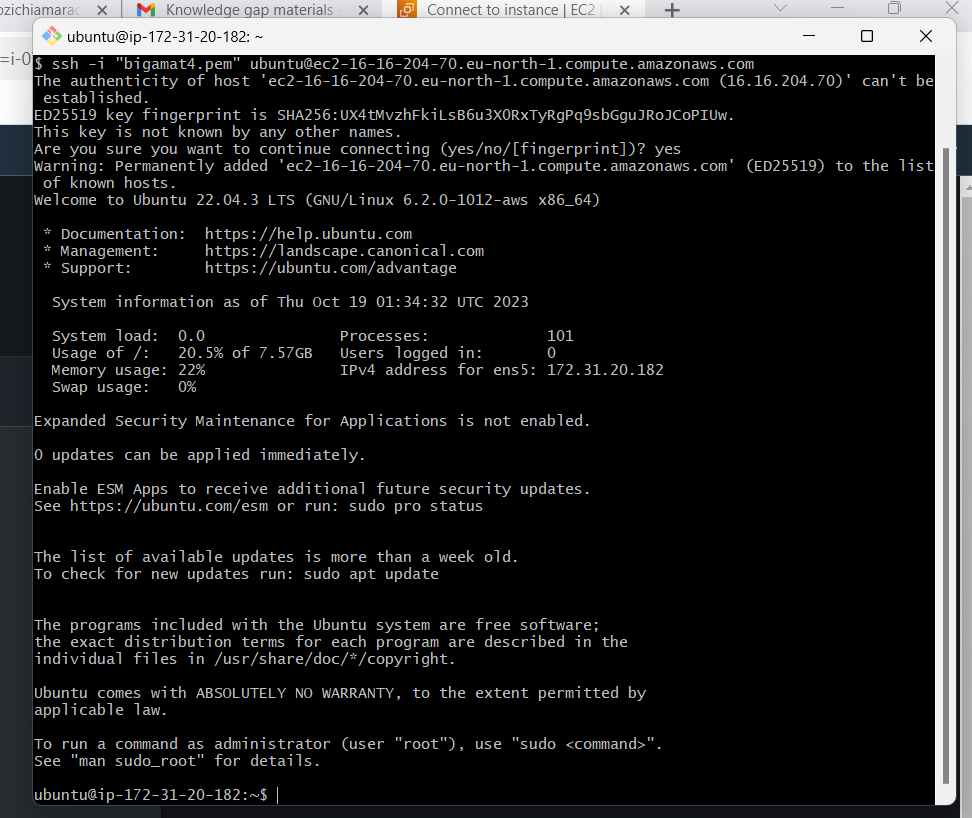 ozichiamarac
Knowledge gap materials
Connect to instance | EC2
ubuntu@ip-172-31-20-182: ~
=i-0
$ ssh -i "bigamat4.pem" ubuntu@ec2-16-16-204-70.eu-north-1.compute.amazonaws.com
The authenticity of host 'ec2-16-16-204-70.eu-north-1.compute.amazonaws.com (16.16.204.70)' can't be
 established.
ED25519 key fingerprint is SHA256:UX4tMvzhFkiLsB6u3XORxTyRgPq9sbGguJRoJCoPIUw.
This key is not known by any other names.
Are you sure you want to continue connecting (yes/no/[fingerprint])? yes
Warning: Permanently added 'ec2-16-16-204-70.eu-north-1.compute.amazonaws.com' (ED25519) to the list
 of known hosts.
Welcome to Ubuntu 22.04.3 LTS (GNU/Linux 6.2.0-1012-aws x86_64)
 * Documentation:  https://help.ubuntu.com
 * Management:     https://landscape.canonical.com
 * Support:        https://ubuntu.com/advantage
  System information as of Thu Oct 19 01:34:32 UTC 2023
  System load:  0.0               Processes:             101
  Usage of /:   20.5% of 7.57GB   Users logged in:       0
  Memory usage: 22%               IPv4 address for ens5: 172.31.20.182
  Swap usage:   0%
Expanded Security Maintenance for Applications is not enabled.
0 updates can be applied immediately.
Enable ESM Apps to receive additional future security updates.
See https://ubuntu.com/esm or run: sudo pro status
The list of available updates is more than a week old.
To check for new updates run: sudo apt update
The programs included with the Ubuntu system are free software;
the exact distribution terms for each program are described in the
individual files in /usr/share/doc/*/copyright.
Ubuntu comes with ABSOLUTELY NO WARRANTY, to the extent permitted by
applicable law.
To run a command as administrator (user "root"), use "sudo <command>".
See "man sudo_root" for details.
ubuntu@ip-172-31-20-182:~$